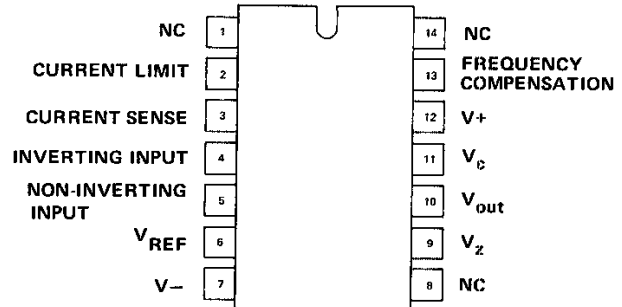 NC 1 14 NC
CURRENT LIMIT 2 13 FREQUENCY
COMPENSATION
CURRENT SENSE 3 12 V+
INVERTING INPUT 4 11 Vc
NON-INVERTING
INPUT 5 10 Vout
VREF 6 9 Vz
V– 7 8 NC